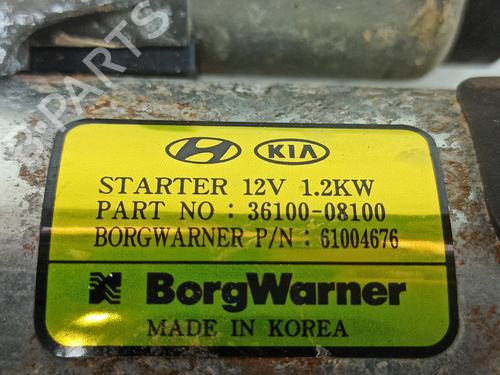 KIA
STARTER 12V 1.2KW
PART NO : 36100-08100
BORGWARNER P/N : 61004676
BorgWarner
MADE IN KOREA